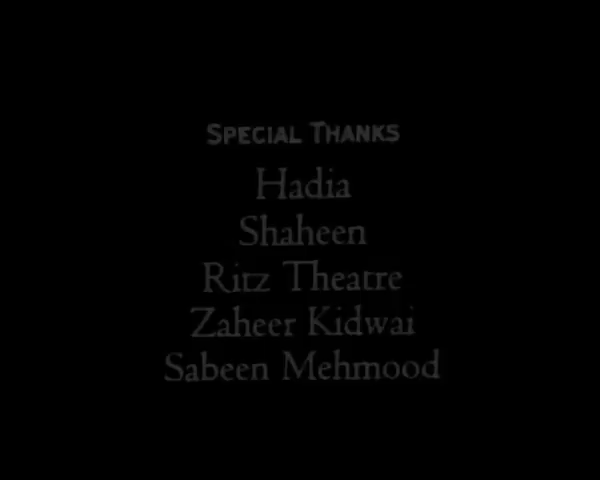 SPECIAL THANKS
Hadia
Shaheen
Ritz Theatre
Zaheer Kidwai
Sabeen Mehmood